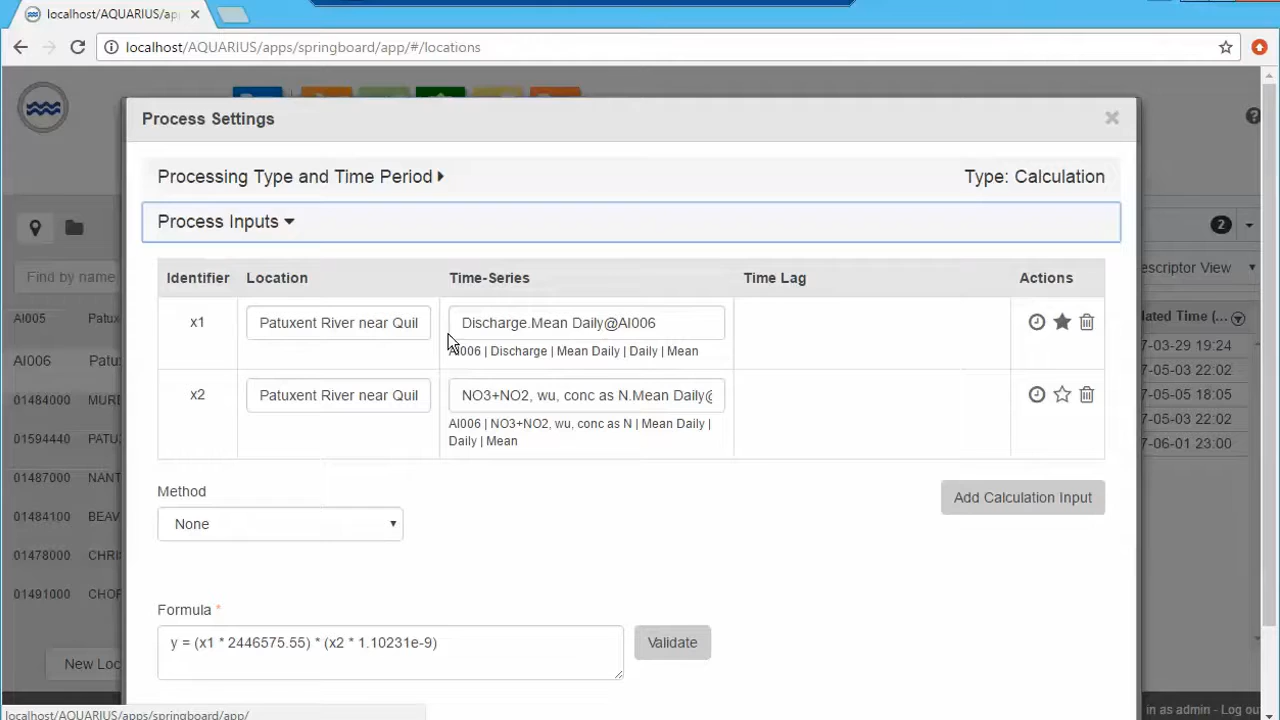 localhost/AQUARIUS/ap
localhost/AQUARIUS/apps/springboard/app/#/locations
Process Settings
Processing Type and Time Period
Type: Calculation
Process Inputs
2
Find by name
escriptor View
Identifier
Location
Time-Series
Time Lag
Actions
AI005
lated Time (...
x1
Patuxent River near Quil
Discharge.Mean Daily@AI006
AI006 | Discharge | Mean Daily | Daily | Mean
7-03-29 19:24
AI006
7-05-03 22:02
01484000
x2
Patuxent River near Quil
NO3+NO2, wu, conc as N.Mean Daily@
7-05-05 18:05
AI006 | NO3+NO2, wu, conc as N | Mean Daily |
Daily | Mean
7-05-03 22:02
01594440
7-06-01 23:00
01487000
Method
Add Calculation Input
01484100
None
01478000
01491000
Formula *
y = (x1 * 2446575.55) * (x2 * 1.10231e-9)
Validate
New Loc
in as admin - Log ou
localhost/AQUARIUS/apps/springboard/app/